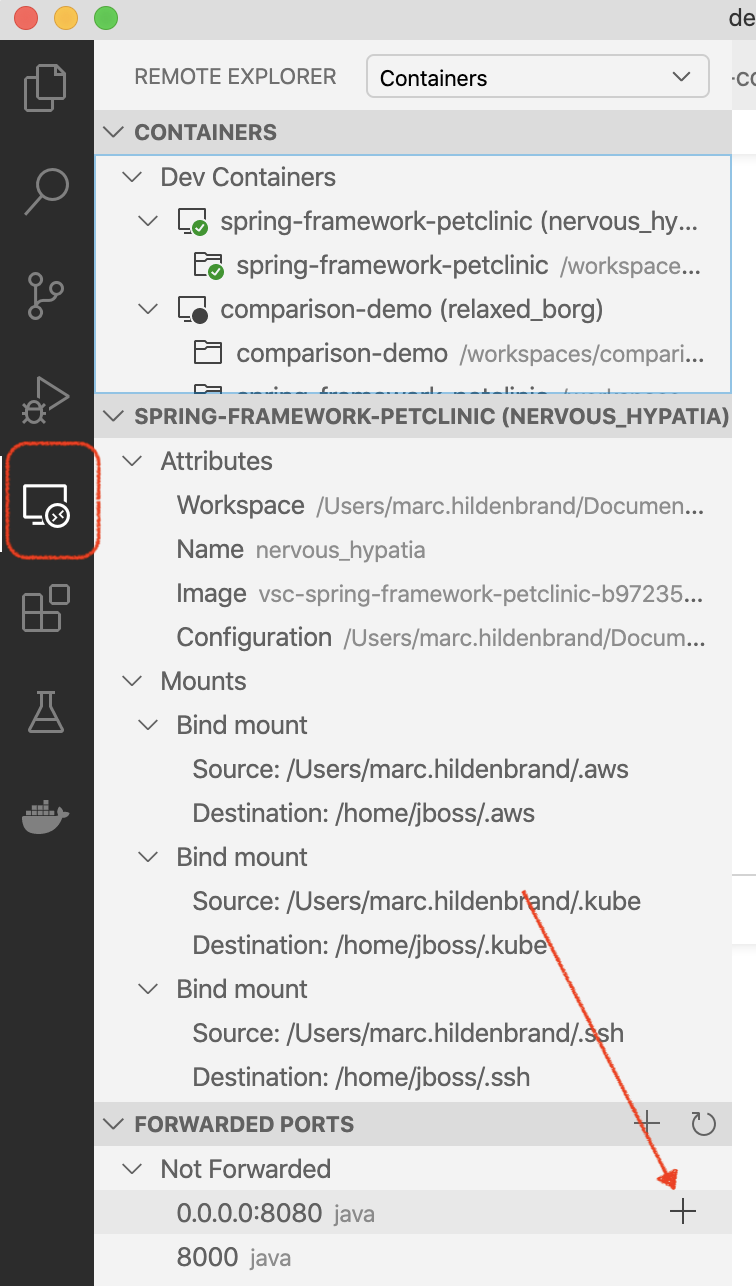 de
REMOTE EXPLORER Containers
-co
CONTAINERS
Dev Containers
spring-framework-petclinic (nervous_hy...
spring-framework-petclinic /workspace...
comparison-demo (relaxed_borg)
comparison-demo /workspaces/compari...
spring-framework-petclinic /workspaces
SPRING-FRAMEWORK-PETCLINIC (NERVOUS_HYPATIA)
Attributes
Workspace /Users/marc.hildenbrand/Documen...
Name nervous_hypatia
Image vsc-spring-framework-petclinic-b97235...
Configuration /Users/marc.hildenbrand/Docum...
Mounts
Bind mount
Source: /Users/marc.hildenbrand/.aws
Destination: /home/jboss/.aws
Bind mount
Source: /Users/marc.hildenbrand/.kube
Destination: /home/jboss/.kube
Bind mount
Source: /Users/marc.hildenbrand/.ssh
Destination: /home/jboss/.ssh
FORWARDED PORTS
Not Forwarded
0.0.0.0:8080 java
8000 java